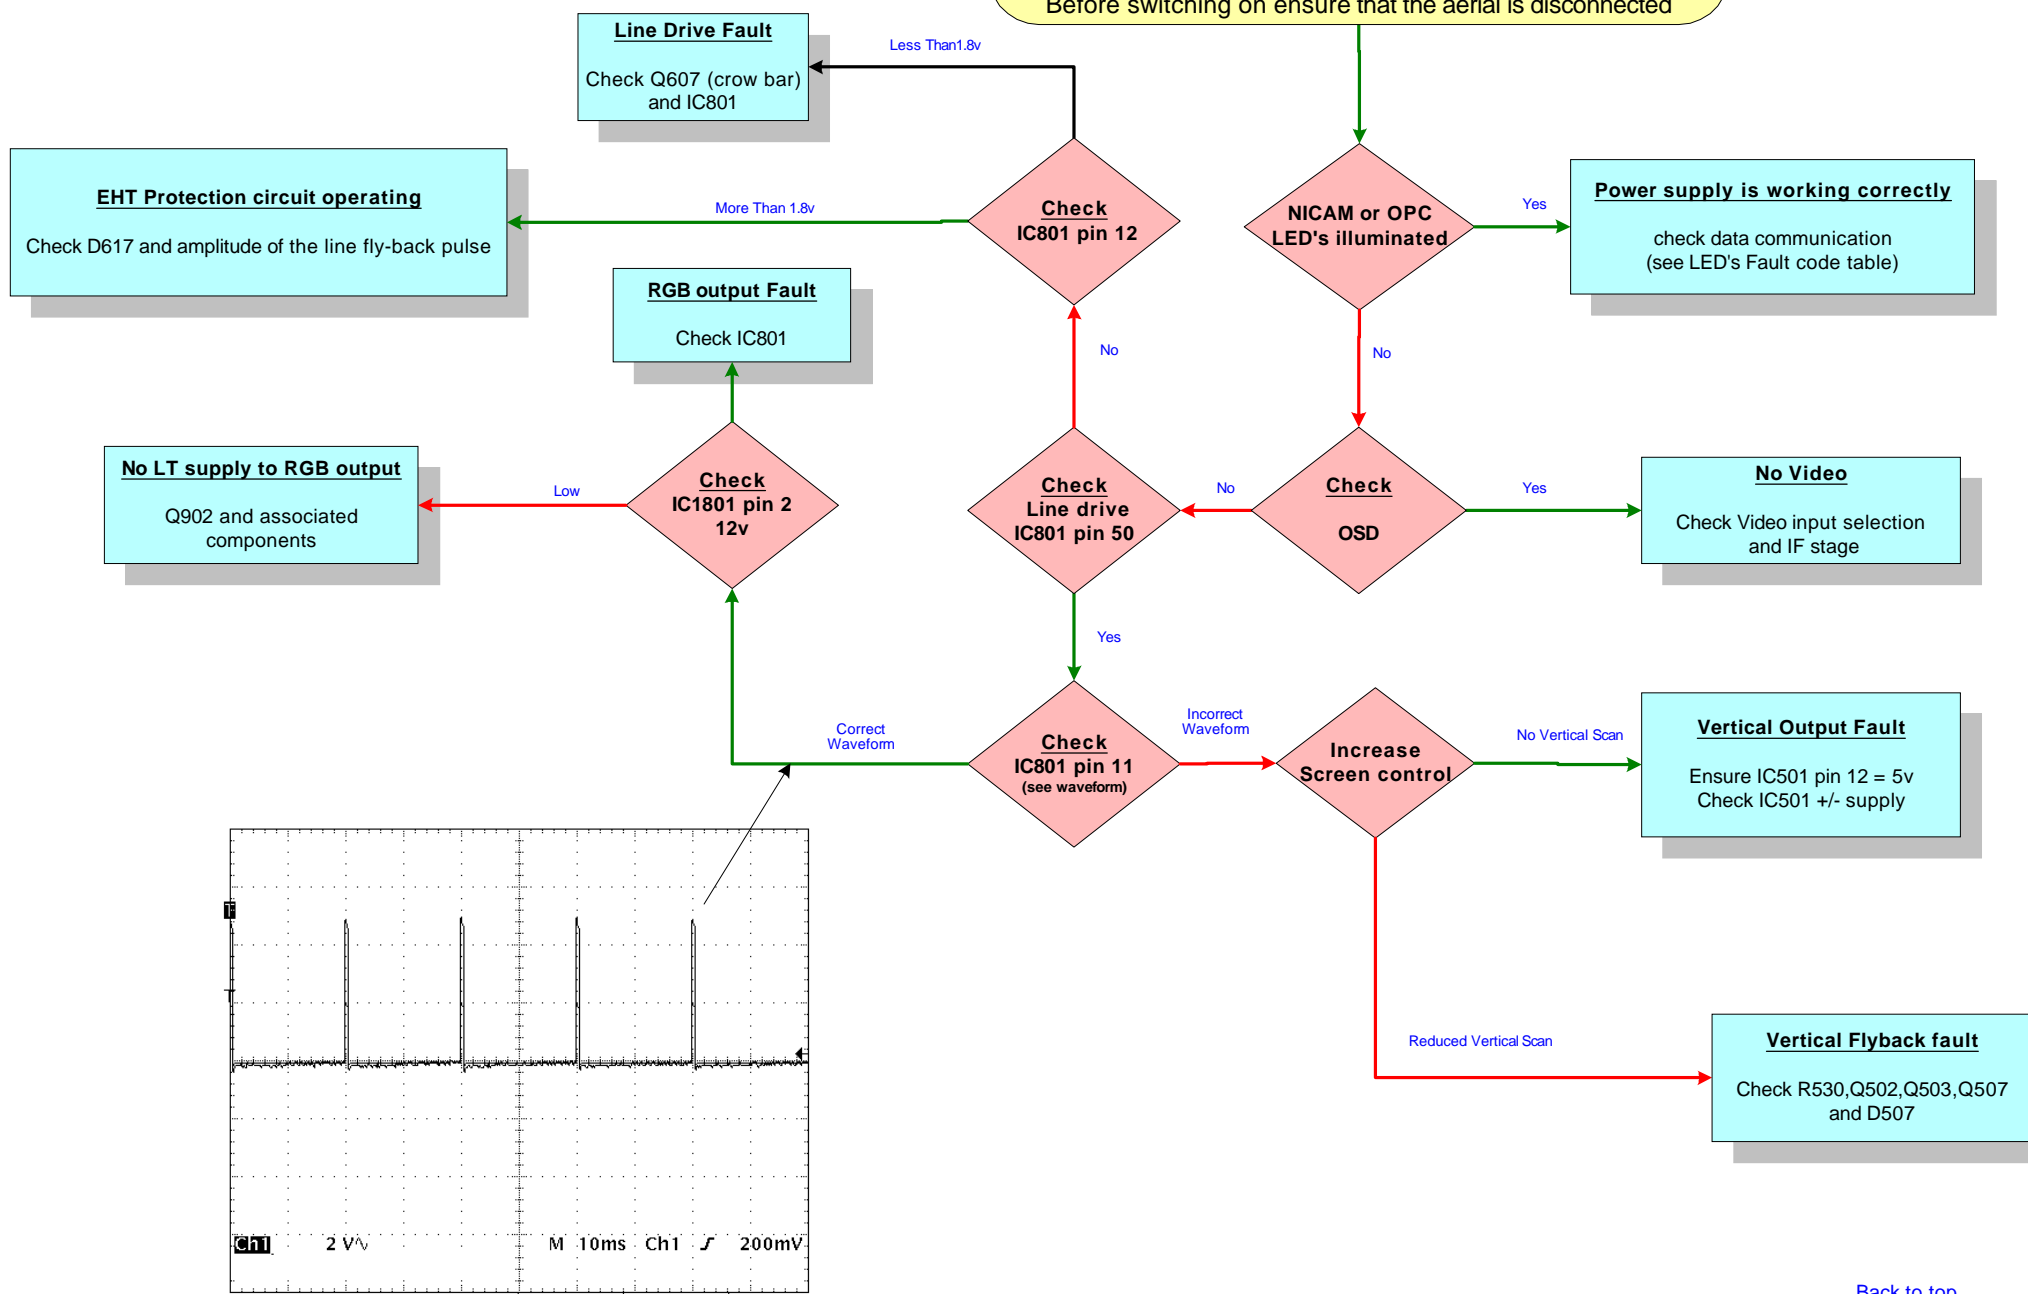 Before switching on ensure that the aerial is disconnected
Line Drive Fault
Check Q607 (crow bar)
and IC801
Less Than1.8v
EHT Protection circuit operating
Check D617 and amplitude of the line fly-back pulse
More Than 1.8v
Check
IC801 pin 12
NICAM or OPC
LED's illuminated
Yes
Power supply is working correctly
check data communication
(see LED's Fault code table)
RGB output Fault
Check IC801
No
No
No LT supply to RGB output
Q902 and associated
components
Low
Check
IC1801 pin 2
12v
Check
Line drive
IC801 pin 50
No
Check
OSD
Yes
No Video
Check Video input selection
and IF stage
Yes
Correct
Waveform
Check
IC801 pin 11
(see waveform)
Incorrect
Waveform
Increase
Screen control
No Vertical Scan
Vertical Output Fault
Ensure IC501 pin 12 = 5v
Check IC501 +/- supply
T
T
Reduced Vertical Scan
Vertical Flyback fault
Check R530,Q502,Q503,Q507
and D507
Ch1 2 V M 10ms Ch1 200mV
Back to top